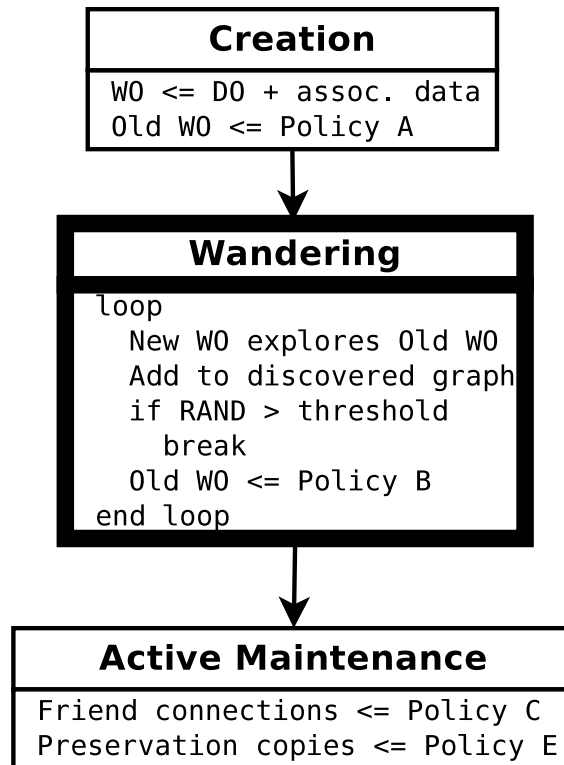 Creation
WO <= DO + assoc. data
Old WO <= Policy A
Wandering
loop
New WO explores Old WO
Add to discovered graph
if RAND > threshold
break
Old WO <= Policy B
end loop
Active Maintenance
Friend connections <= Policy C
Preservation copies <= Policy E